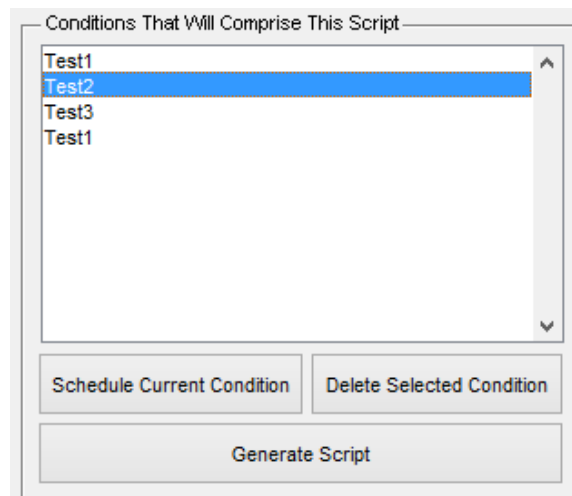 Conditions That Will Comprise This Script
Test1
Test2
Test3
Test1
Schedule Current Condition
Delete Selected Condition
Generate Script